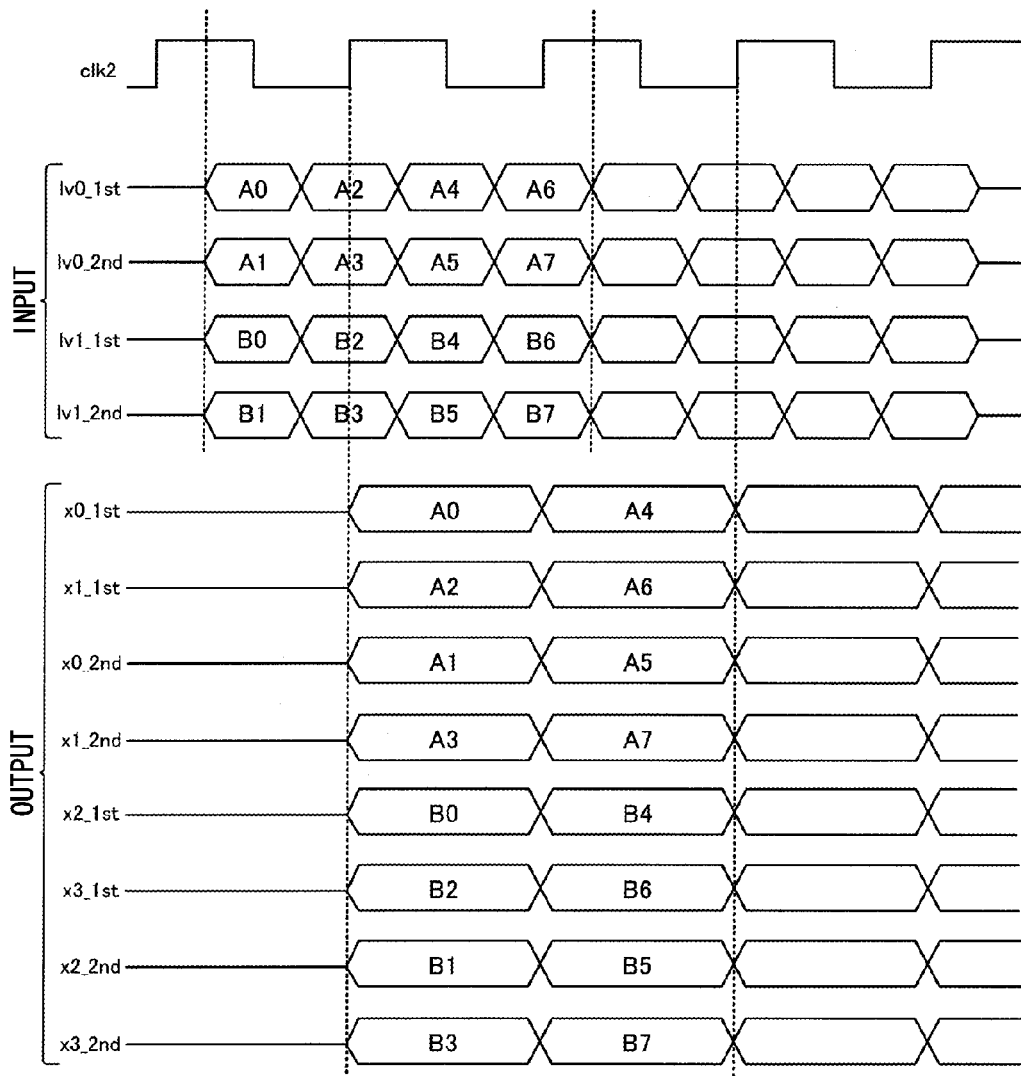 clk2
INPUT
lv0_1st A0 A2 A4 A6
lv0_2nd A1 A3 A5 A7
lv1_1st B0 B2 B4 B6
lv1_2nd B1 B3 B5 B7
OUTPUT
x0_1st A0 A4
x1_1st A2 A6
x0_2nd A1 A5
x1_2nd A3 A7
x2_1st B0 B4
x3_1st B2 B6
x2_2nd B1 B5
x3_2nd B3 B7